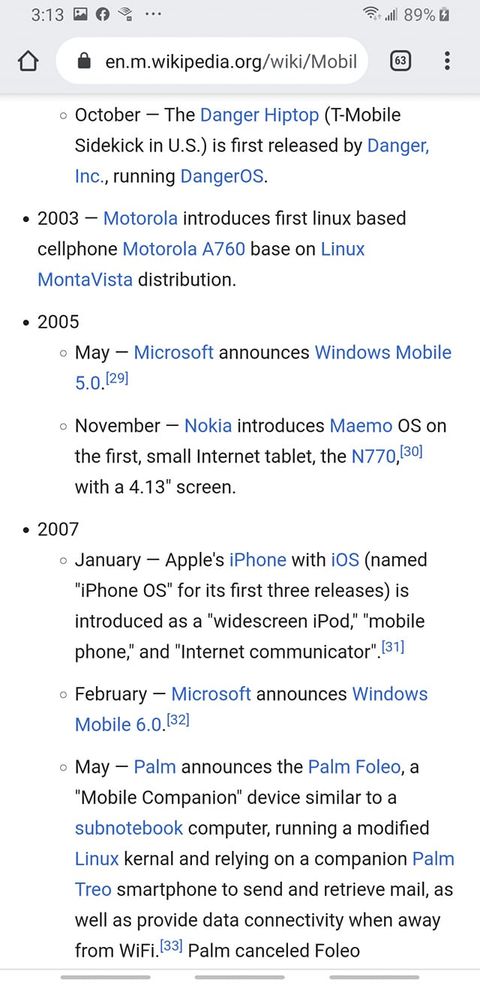 3:13 ... 89%
en.m.wikipedia.org/wiki/Mobil 63
October — The Danger Hiptop (T-Mobile
Sidekick in U.S.) is first released by Danger,
Inc., running DangerOS.
2003 — Motorola introduces first linux based
cellphone Motorola A760 base on Linux
MontaVista distribution.
2005
May — Microsoft announces Windows Mobile
5.0.[29]
November — Nokia introduces Maemo OS on
the first, small Internet tablet, the N770,[30]
with a 4.13" screen.
2007
January — Apple's iPhone with iOS (named
"iPhone OS" for its first three releases) is
introduced as a "widescreen iPod," "mobile
phone," and "Internet communicator".[31]
February — Microsoft announces Windows
Mobile 6.0.[32]
May — Palm announces the Palm Foleo, a
"Mobile Companion" device similar to a
subnotebook computer, running a modified
Linux kernal and relying on a companion Palm
Treo smartphone to send and retrieve mail, as
well as provide data connectivity when away
from WiFi.[33] Palm canceled Foleo